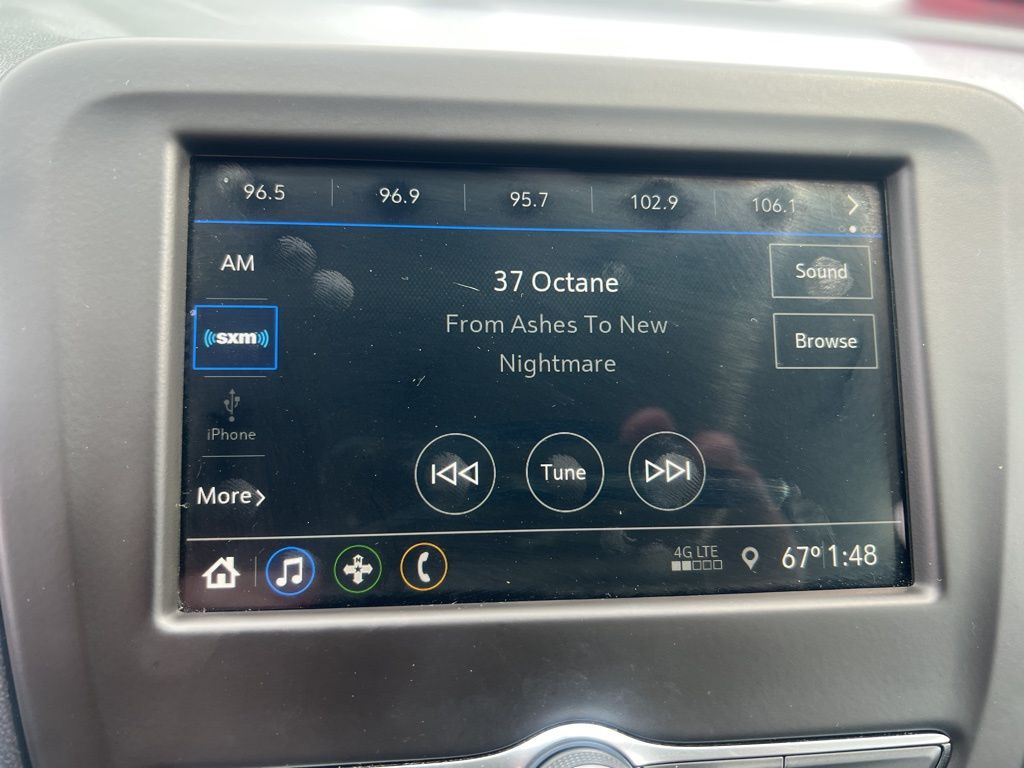 96.5 96.9 95.7 102.9 106.1
AM
37 Octane
Sound
sxm
From Ashes To New
Browse
Nightmare
iPhone
Tune
More
4G LTE
67° 1:48